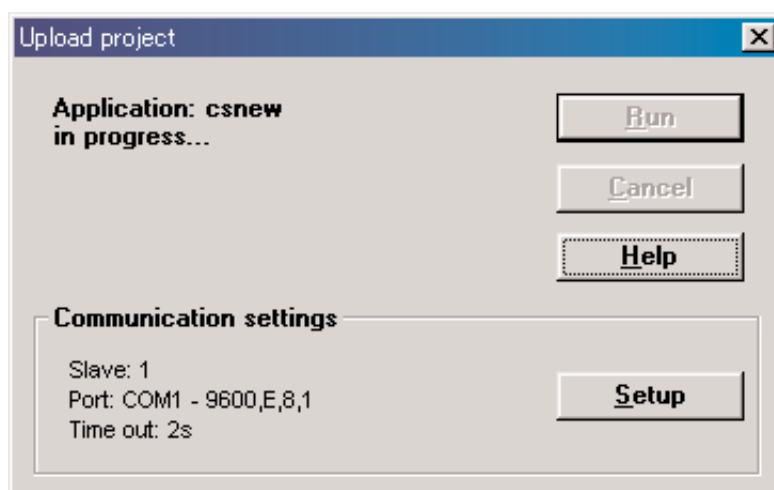 Upload project
Application: csnew
in progress...
Run
Cancel
Help
Communication settings
Slave: 1
Port: COM1 - 9600,E,8,1
Time out: 2s
Setup